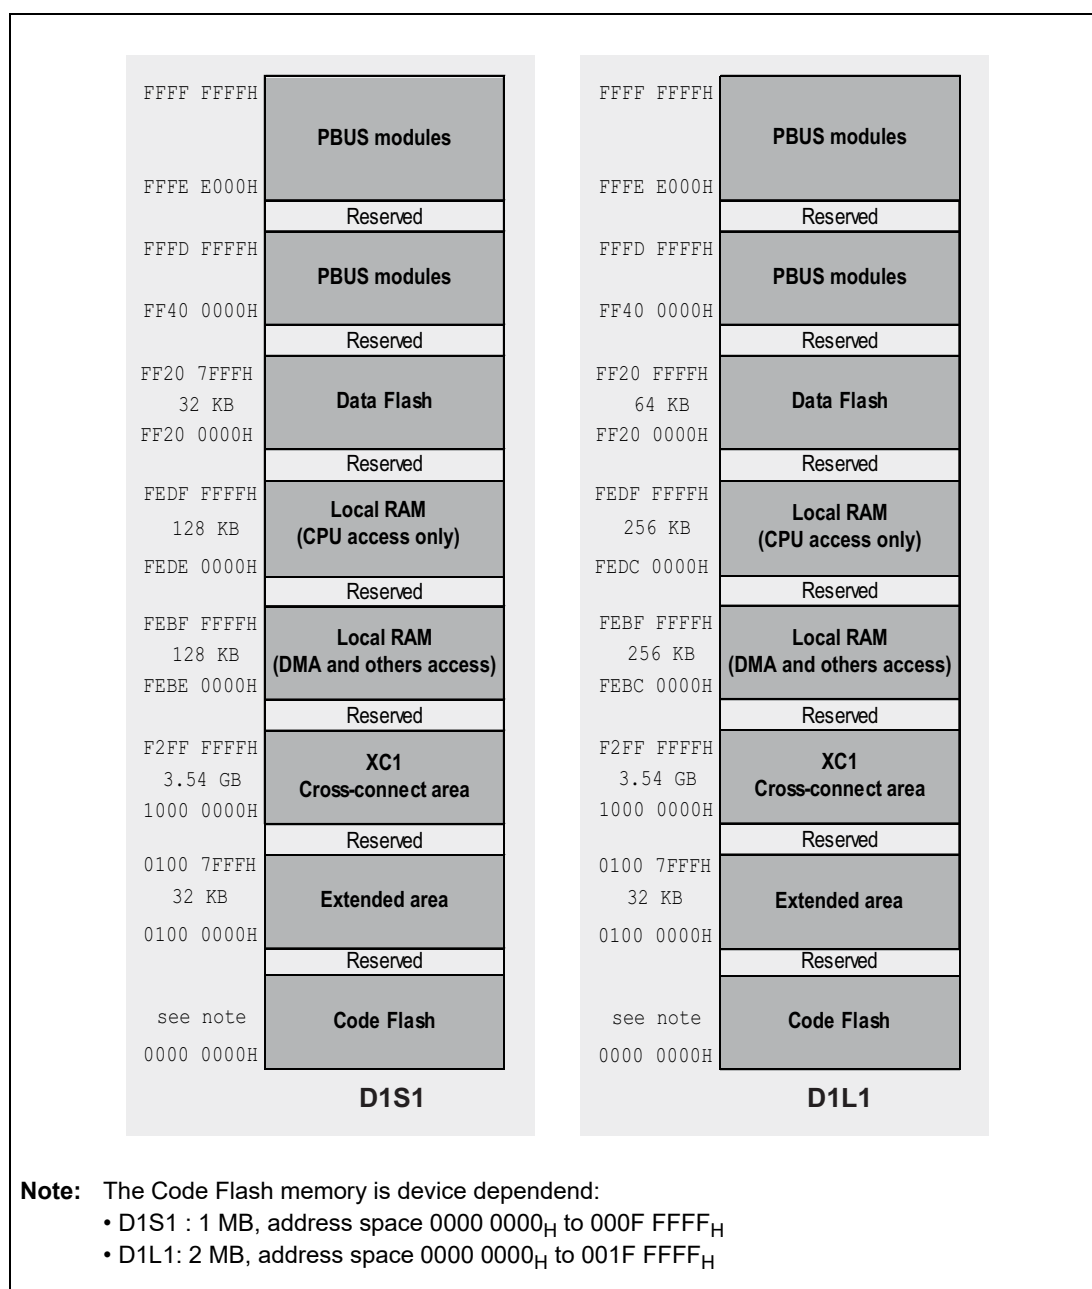 FFFF FFFFH
PBUS modules
FFFE E000H
Reserved
FFFD FFFFH
PBUS modules
FF40 0000H
Reserved
FF20 7FFFH
32 KB
Data Flash
FF20 0000H
Reserved
FEDF FFFFH
Local RAM
128 KB
(CPU access only)
FEDE 0000H
Reserved
FEBF FFFFH
Local RAM
128 KB
(DMA and others access)
FEBE 0000H
Reserved
F2FF FFFFH
XC1
3.54 GB
Cross-connect area
1000 0000H
Reserved
0100 7FFFH
32 KB
Extended area
0100 0000H
Reserved
see note
Code Flash
0000 0000H
D1S1
FFFF FFFFH
PBUS modules
FFFE E000H
Reserved
FFFD FFFFH
PBUS modules
FF40 0000H
Reserved
FF20 FFFFH
64 KB
Data Flash
FF20 0000H
Reserved
FEDF FFFFH
Local RAM
256 KB
(CPU access only)
FEDC 0000H
Reserved
FEBF FFFFH
Local RAM
256 KB
(DMA and others access)
FEBC 0000H
Reserved
F2FF FFFFH
XC1
3.54 GB
Cross-connect area
1000 0000H
Reserved
0100 7FFFH
32 KB
Extended area
0100 0000H
Reserved
see note
Code Flash
0000 0000H
D1L1
Note: The Code Flash memory is device dependend:
• D1S1 : 1 MB, address space 0000 0000H to 000F FFFFH
• D1L1: 2 MB, address space 0000 0000H to 001F FFFFH